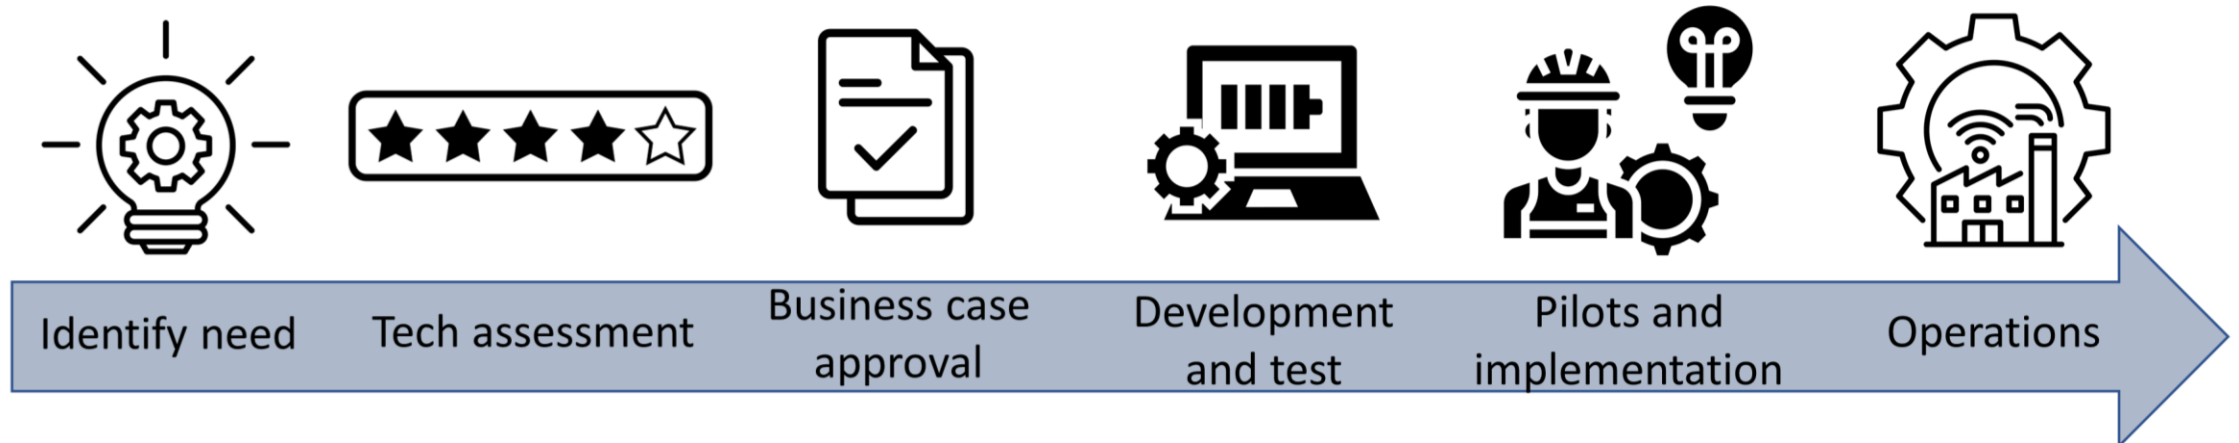 Identify need
Tech assessment
Business case
approval
Development
and test
Pilots and
implementation
Operations